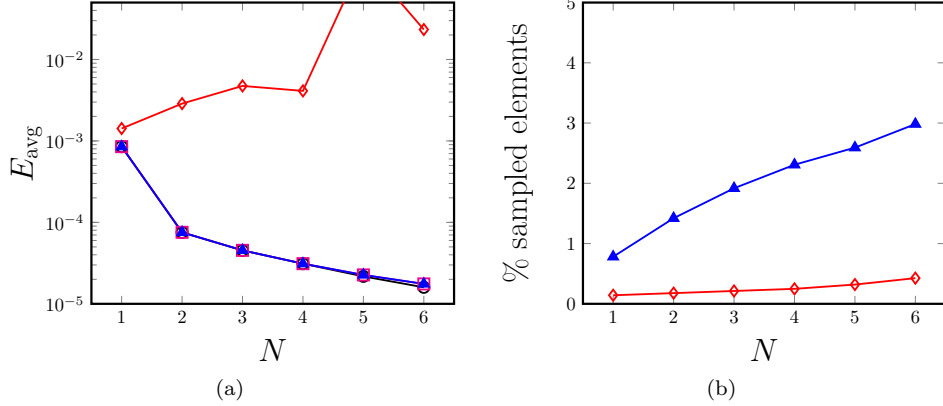 E_avg
10^{-2}
10^{-3}
10^{-4}
10^{-5}
1 2 3 4 5 6
N
(a)
% sampled elements
5
4
3
2
1
0
1 2 3 4 5 6
N
(b)